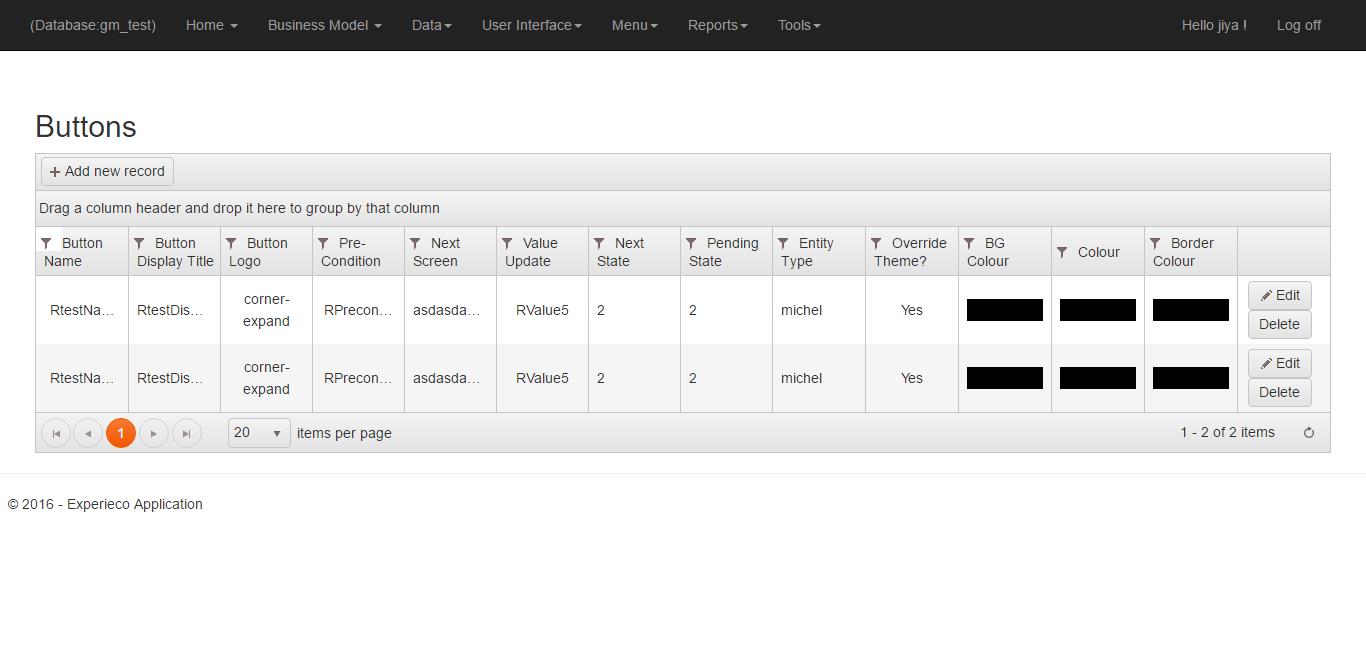 (Database:gm_test) Home Business Model Data User Interface Menu Reports Tools Hello jiya ! Log off
Buttons
Add new record
Drag a column header and drop it here to group by that column
Button Name Button Display Title Button Logo Pre-Condition Next Screen Value Update Next State Pending State Entity Type Override Theme? BG Colour Colour Border Colour
RtestNa... RtestDis... corner-expand RPrecon... asdasda... RValue5 2 2 michel Yes Edit Delete
RtestNa... RtestDis... corner-expand RPrecon... asdasda... RValue5 2 2 michel Yes Edit Delete
1 20 items per page 1 - 2 of 2 items
© 2016 - Experieco Application